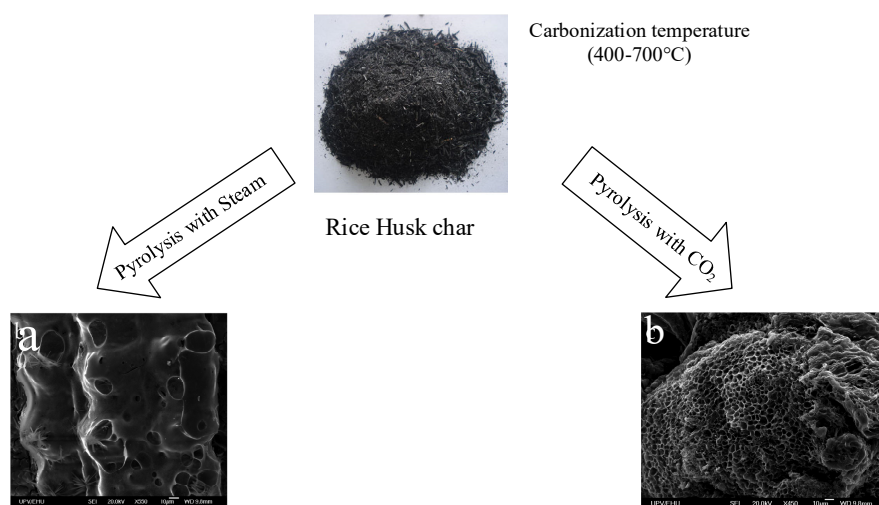 Carbonization temperature
(400-700°C)
Pyrolysis with Steam
Rice Husk char
Pyrolysis with CO₂
a
b
UPV/EHU SEI 20.0kV X550 10μm WD 9.8mm
UPV/EHU SEI 20.0kV X450 10μm WD 9.8mm